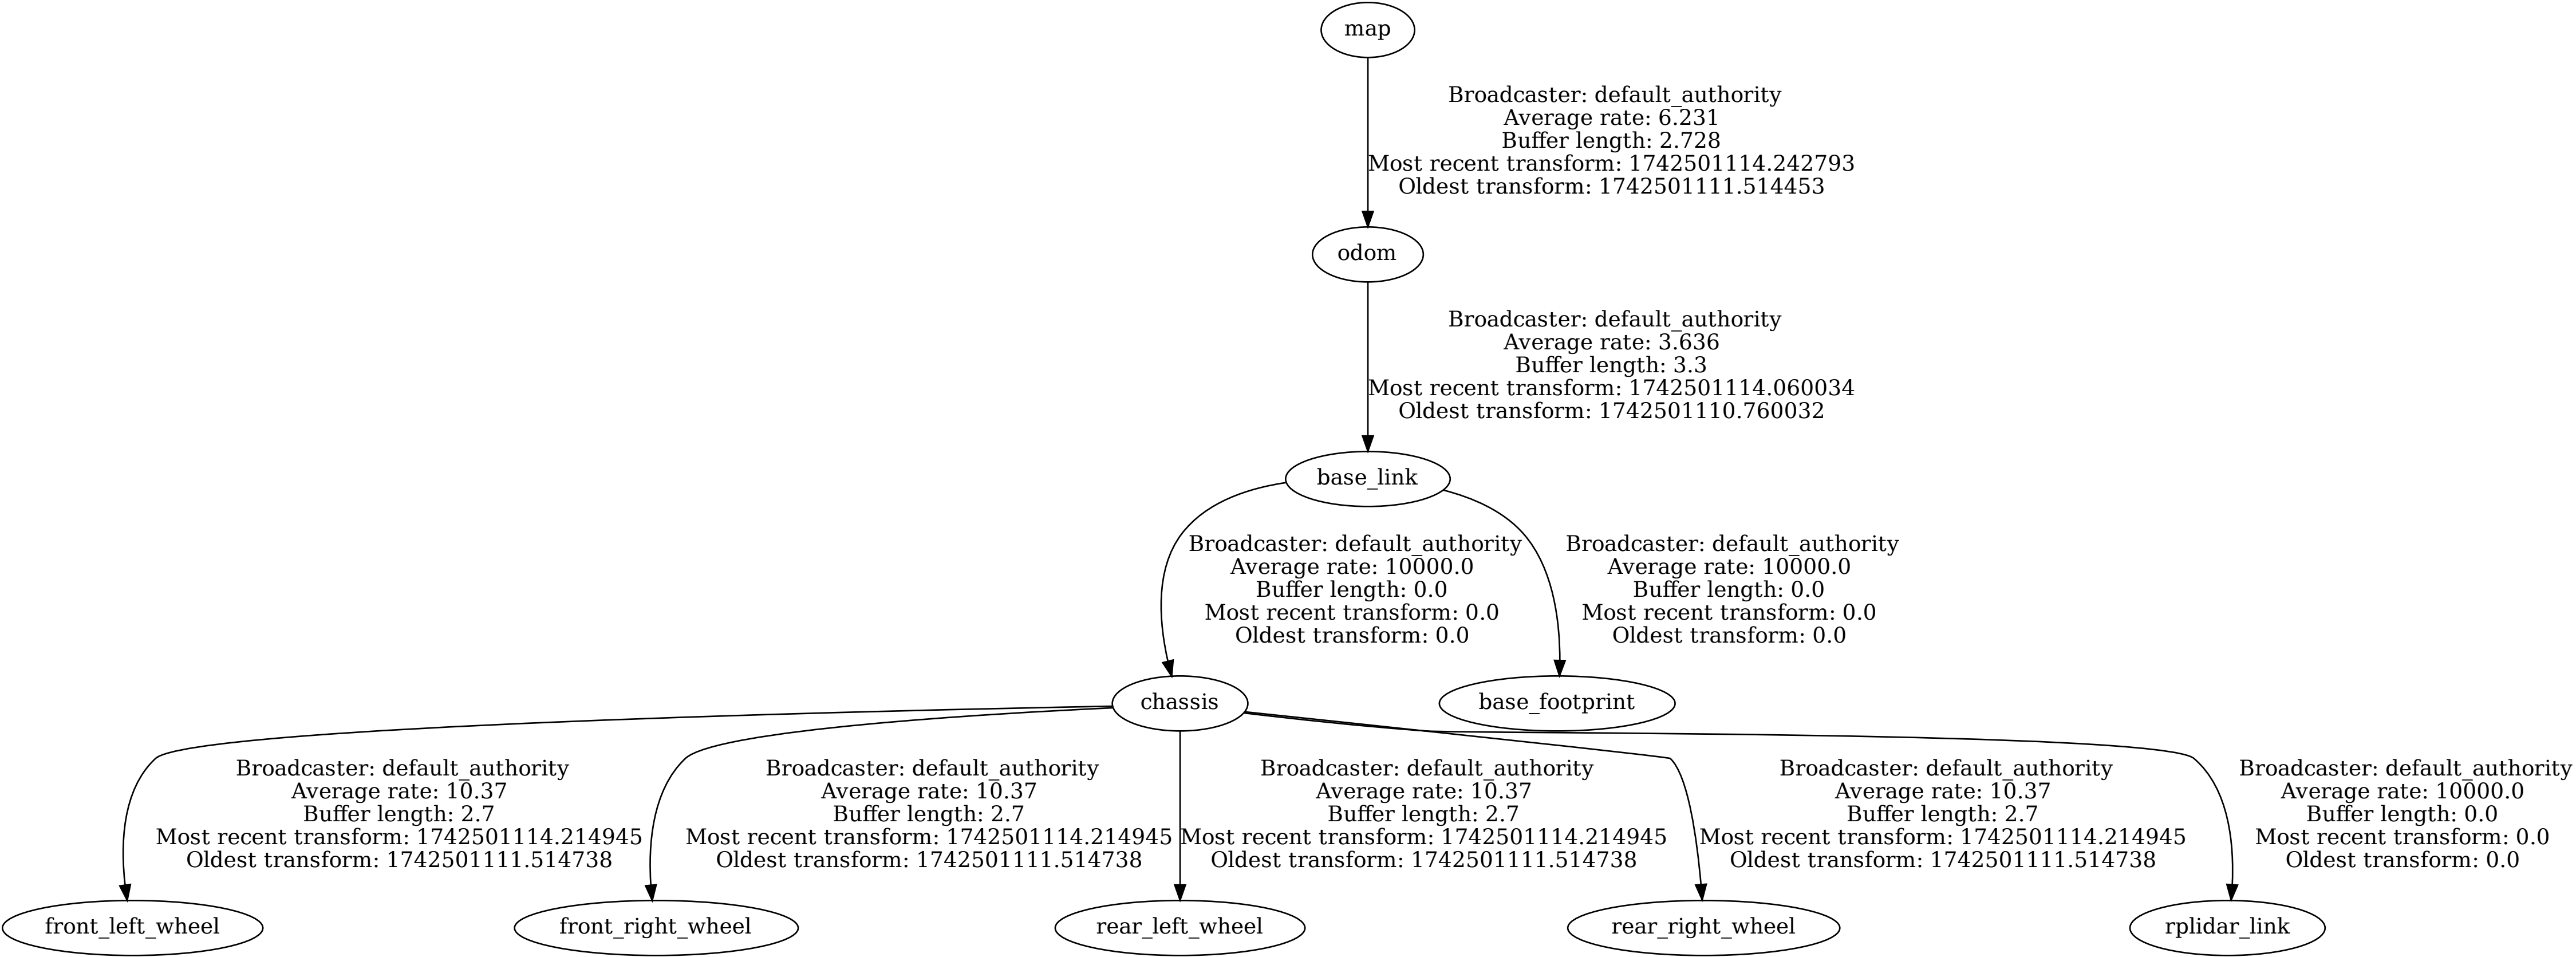 map
Broadcaster: default_authority
Average rate: 6.231
Buffer length: 2.728
Most recent transform: 1742501114.242793
Oldest transform: 1742501111.514453
odom
Broadcaster: default_authority
Average rate: 3.636
Buffer length: 3.3
Most recent transform: 1742501114.060034
Oldest transform: 1742501110.760032
base_link
Broadcaster: default_authority
Average rate: 10000.0
Buffer length: 0.0
Most recent transform: 0.0
Oldest transform: 0.0
Broadcaster: default_authority
Average rate: 10000.0
Buffer length: 0.0
Most recent transform: 0.0
Oldest transform: 0.0
chassis
base_footprint
Broadcaster: default_authority
Average rate: 10.37
Buffer length: 2.7
Most recent transform: 1742501114.214945
Oldest transform: 1742501111.514738
Broadcaster: default_authority
Average rate: 10.37
Buffer length: 2.7
Most recent transform: 1742501114.214945
Oldest transform: 1742501111.514738
Broadcaster: default_authority
Average rate: 10.37
Buffer length: 2.7
Most recent transform: 1742501114.214945
Oldest transform: 1742501111.514738
Broadcaster: default_authority
Average rate: 10.37
Buffer length: 2.7
Most recent transform: 1742501114.214945
Oldest transform: 1742501111.514738
Broadcaster: default_authority
Average rate: 10000.0
Buffer length: 0.0
Most recent transform: 0.0
Oldest transform: 0.0
front_left_wheel
front_right_wheel
rear_left_wheel
rear_right_wheel
rplidar_link